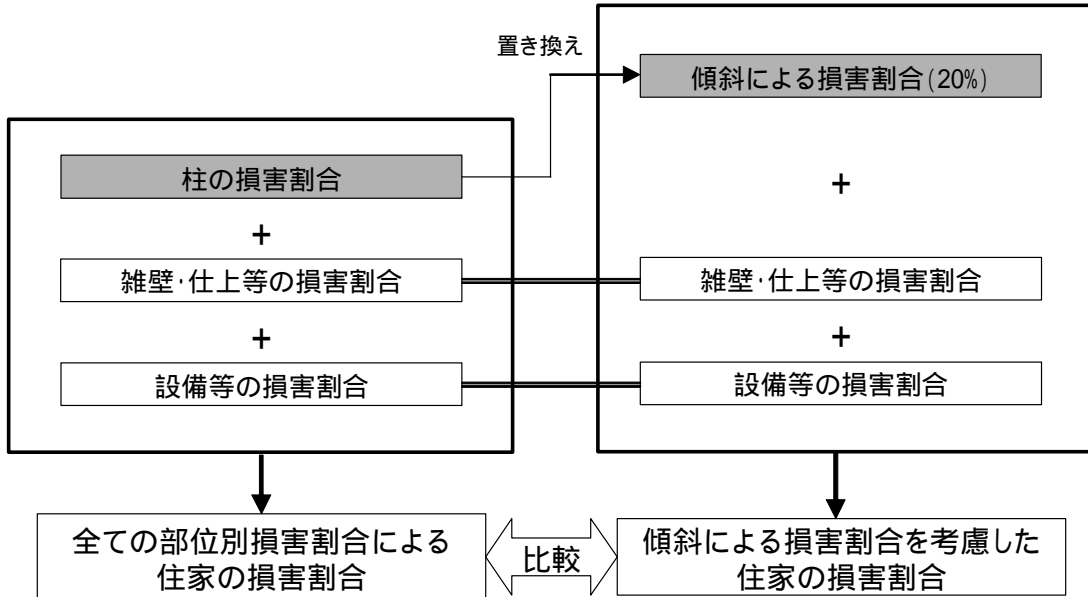 置き換え
傾斜による損害割合(20%)
柱の損害割合
+
+
雑壁・仕上等の損害割合
雑壁・仕上等の損害割合
+
+
設備等の損害割合
設備等の損害割合
全ての部位別損害割合による
住家の損害割合
比較
傾斜による損害割合を考慮した
住家の損害割合